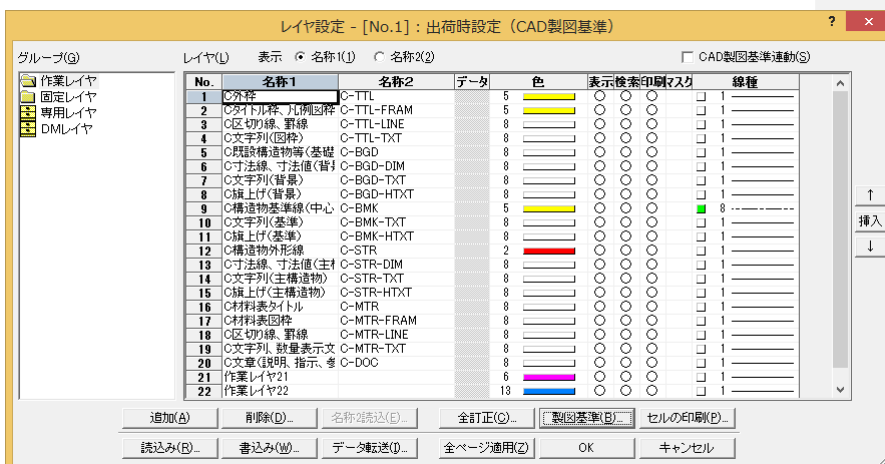 レイヤ設定 - [No.1] : 出荷時設定（CAD製図基準） ? ×
グループ(G) レイヤ(L) 表示 名称1(1) 名称2(2) CAD製図基準連動(S)
作業レイヤ
固定レイヤ
専用レイヤ
DMレイヤ
No. 名称1 名称2 データ 色 表示 検索 印刷 マスク 線種
1 C外枠 C-TTL 5 1
2 Cタイトル枠、凡例図枠 C-TTL-FRAM 5 1
3 C区切り線、罫線 C-TTL-LINE 8 1
4 C文字列(図枠) C-TTL-TXT 8 1
5 C既設構造物等(基礎 C-BGD 8 1
6 C寸法線、寸法値(背 C-BGD-DIM 8 1
7 C文字列(背景) C-BGD-TXT 8 1
8 C旗上げ(背景) C-BGD-HTXT 8 1
9 C構造物基準線(中心 C-BMK 5 8
10 C文字列(基準) C-BMK-TXT 8 1
11 C旗上げ(基準) C-BMK-HTXT 8 1
12 C構造物外形線 C-STR 2 1
13 C寸法線、寸法値(主 C-STR-DIM 8 1
14 C文字列(主構造物) C-STR-TXT 8 1
15 C旗上げ(主構造物) C-STR-HTXT 8 1
16 C材料表タイトル C-MTR 8 1
17 C材料表図枠 C-MTR-FRAM 8 1
18 C区切り線、罫線 C-MTR-LINE 8 1
19 C文字列、数量表示文 C-MTR-TXT 8 1
20 C文章(説明、指示、参 C-DOC 8 1
21 作業レイヤ21 6 1
22 作業レイヤ22 13 1
↑
挿入
↓
追加(A) 削除(D)... 名称2読込(E)... 全訂正(C)... 製図基準(B)... セルの印刷(P)...
読込み(R)... 書込み(W)... データ転送(I)... 全ページ適用(Z) OK キャンセル